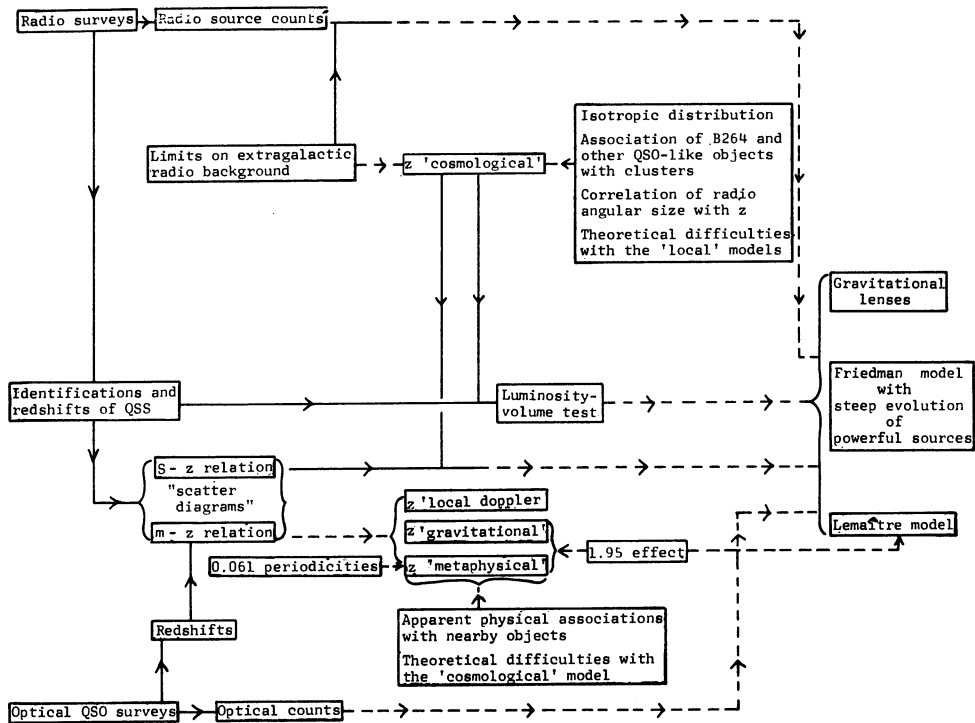 Radio surveys
Radio source counts
Isotropic distribution
Association of B264 and
other QSO-like objects
with clusters
Correlation of radio
angular size with z
Theoretical difficulties
with the 'local' models
Limits on extragalactic
radio background
z 'cosmological'
Gravitational
lenses
Identifications and
redshifts of QSS
Luminosity-
volume test
Friedman model
with
steep evolution
of
powerful sources
S - z relation
"scatter
diagrams"
m - z relation
z 'local doppler
z 'gravitational'
z 'metaphysical'
0.061 periodicities
1.95 effect
Lemaître model
Redshifts
Apparent physical associations
with nearby objects
Theoretical difficulties with
the 'cosmological' model
Optical QSO surveys
Optical counts